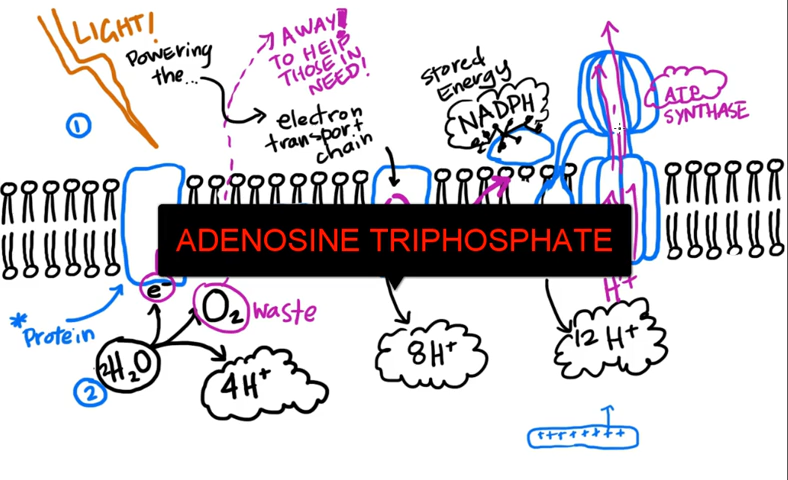 LIGHT!
Powering
the...
①
AWAY!
TO HELP
THOSE IN
NEED!
electron
transport
chain
stored
Energy
NADPH
ATP
SYNTHASE
ADENOSINE TRIPHOSPHATE
e-
O₂ Waste
*Protein
2H₂O
②
4H⁺
8H⁺
H⁺
12 H⁺
+++++++